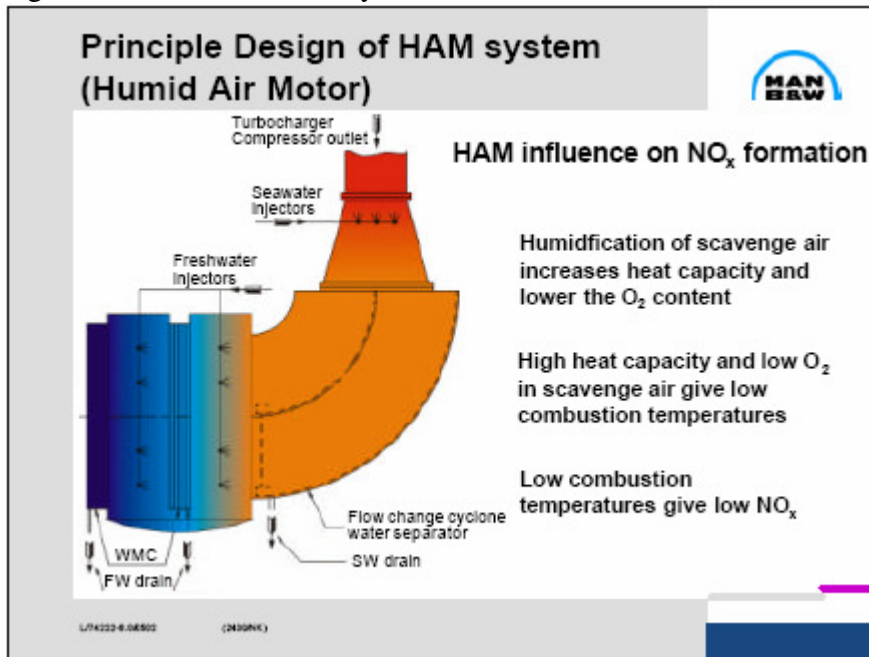 Principle Design of HAM system
(Humid Air Motor)
MAN
B&W
Turbocharger
Compressor outlet
HAM influence on NOx formation
Seawater
Injectors
Freshwater
Injectors
Humidfication of scavenge air
increases heat capacity and
lower the O2 content
High heat capacity and low O2
in scavenge air give low
combustion temperatures
Low combustion
temperatures give low NOx
Flow change cyclone
water separator
SW drain
WMC
FW drain